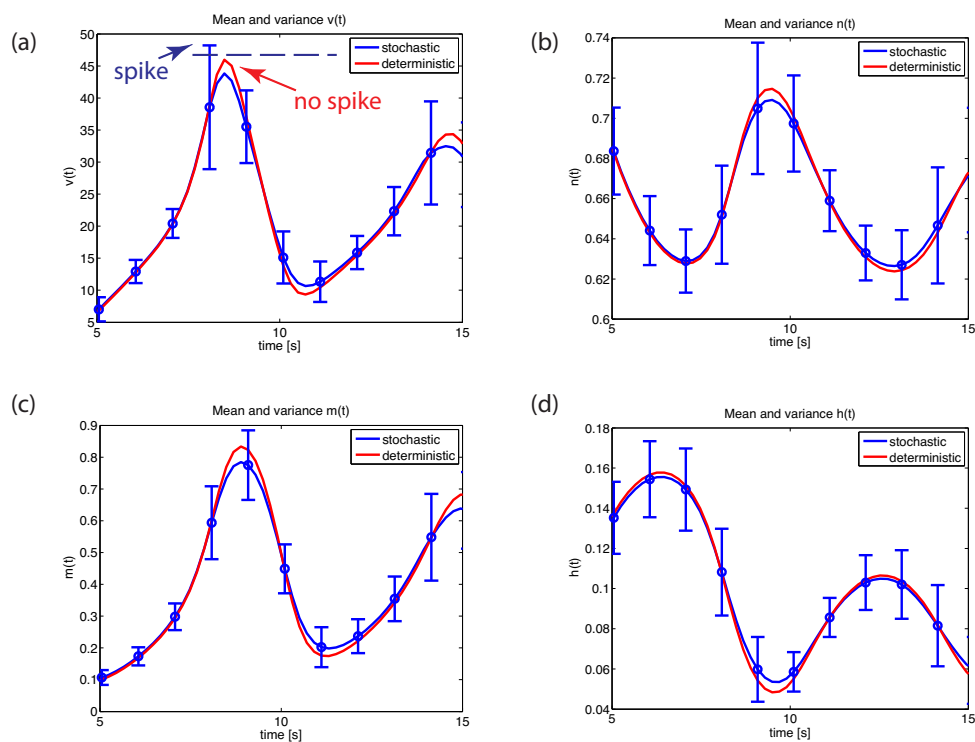 (a)
Mean and variance v(t)
50
45
40
35
30
25
20
15
10
5
5
10
15
v(t)
time [s]
stochastic
deterministic
spike
no spike
(b)
Mean and variance n(t)
0.74
0.72
0.7
0.68
0.66
0.64
0.62
0.6
5
10
15
n(t)
time [s]
stochastic
deterministic
(c)
Mean and variance m(t)
0.9
0.8
0.7
0.6
0.5
0.4
0.3
0.2
0.1
0
5
10
15
m(t)
time [s]
stochastic
deterministic
(d)
Mean and variance h(t)
0.18
0.16
0.14
0.12
0.1
0.08
0.06
0.04
5
10
15
h(t)
time [s]
stochastic
deterministic